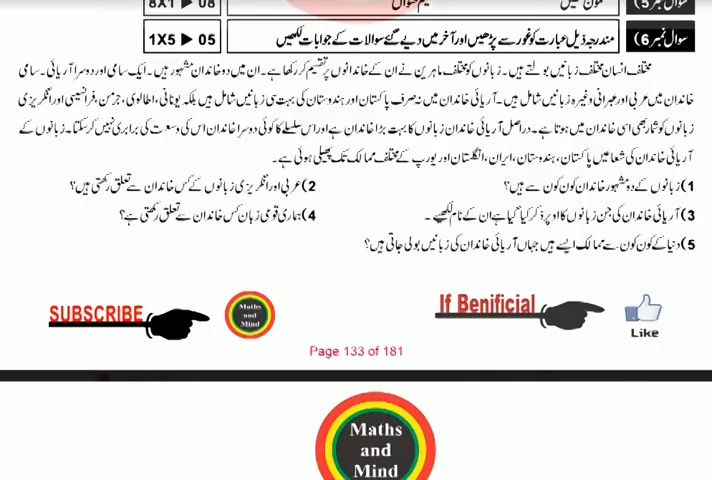 سوال نمبر 5) 8X1 ▶ 08
سوال نمبر 6) مندرجہ ذیل عبارت کو غور سے پڑھیں اور آخر میں دیے گئے سوالات کے جوابات لکھیں 1X5 ▶ 05
مختلف انسان مختلف زبانیں بولتے ہیں۔ زبانوں کو مختلف ماہرین نے ان کے خاندانوں پر تقسیم کر رکھا ہے۔ ان میں دو خاندان مشہور ہیں۔ ایک سامی اور دوسرا آریائی۔ سامی
خاندان میں عربی اور عبرانی وغیرہ زبانیں شامل ہیں۔ آریائی خاندان میں نہ صرف پاکستان اور ہندوستان کی بہت سی زبانیں شامل ہیں بلکہ یونانی، اطالوی، جرمن، فرانسیسی اور انگریزی
زبانوں کو شمار بھی اسی خاندان میں ہوتا ہے۔ دراصل آریائی خاندان زبانوں کا بہت بڑا خاندان ہے اور اس سلسلے کا کوئی دوسرا خاندان اس کی وسعت کی برابری نہیں کر سکتا۔ زبانوں کے
آریائی خاندان کی شعا میں پاکستان، ہندوستان، ایران، انگلستان اور یورپ کے مختلف ممالک تک پھیلی ہوئی ہے۔
1) زبانوں کے دو مشہور خاندان کون کون سے ہیں؟ 2) عربی اور انگریزی زبانوں کے کس خاندان سے تعلق رکھتی ہیں؟
3) آریائی خاندان کی جن زبانوں کا اوپر ذکر کیا گیا ہے ان کے نام لکھیے۔ 4) ہماری قومی زبان کس خاندان سے تعلق رکھتی ہے؟
5) دنیا کے کون کون سے ممالک ایسے ہیں جہاں آریائی خاندان کی زبانیں بولی جاتی ہیں؟
SUBSCRIBE
Maths
and
Mind
If Benificial
Like
Page 133 of 181
Maths
and
Mind